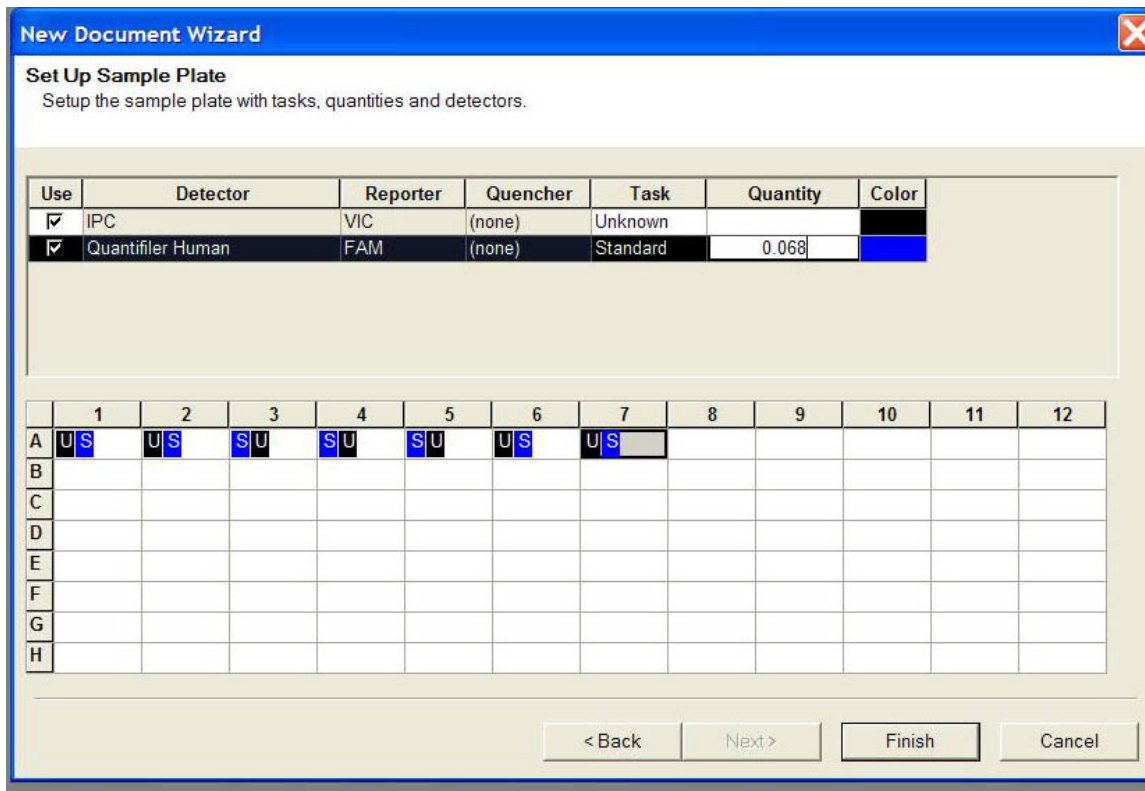 New Document Wizard
Set Up Sample Plate
Setup the sample plate with tasks, quantities and detectors.
Use Detector Reporter Quencher Task Quantity Color
IPC VIC (none) Unknown
Quantifiler Human FAM (none) Standard 0.068
1 2 3 4 5 6 7 8 9 10 11 12
A U S U S S U S U S U U S U S
B
C
D
E
F
G
H
< Back Next > Finish Cancel